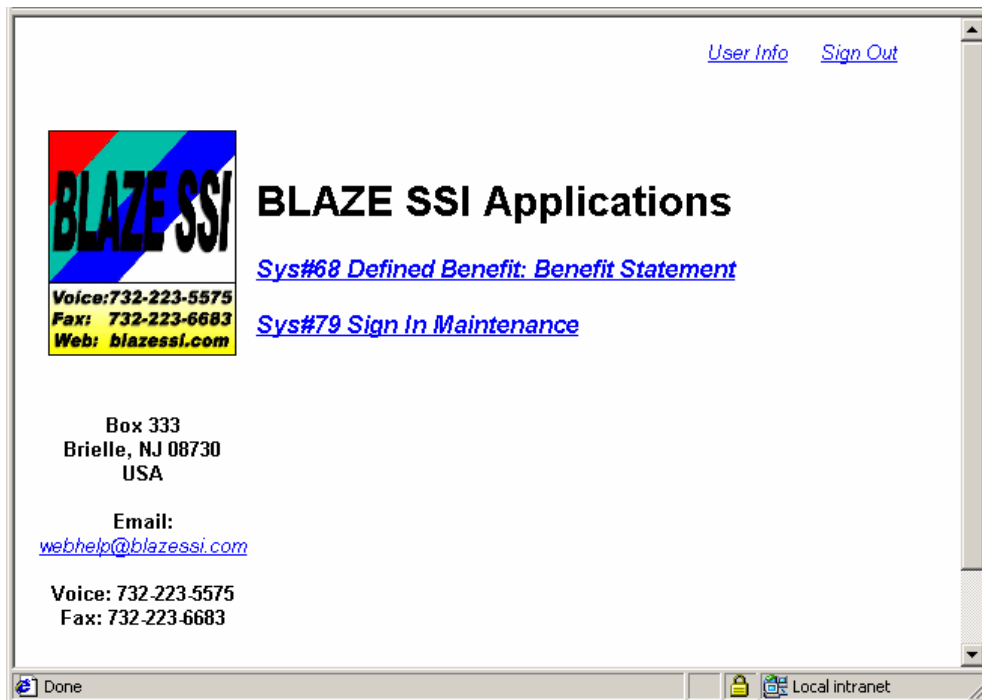 User Info Sign Out
BLAZE SSI
Voice:732-223-5575
Fax: 732-223-6683
Web: blazessi.com
BLAZE SSI Applications
Sys#68 Defined Benefit: Benefit Statement
Sys#79 Sign In Maintenance
Box 333
Brielle, NJ 08730
USA
Email:
webhelp@blazessi.com
Voice: 732-223-5575
Fax: 732-223-6683
Done Local intranet